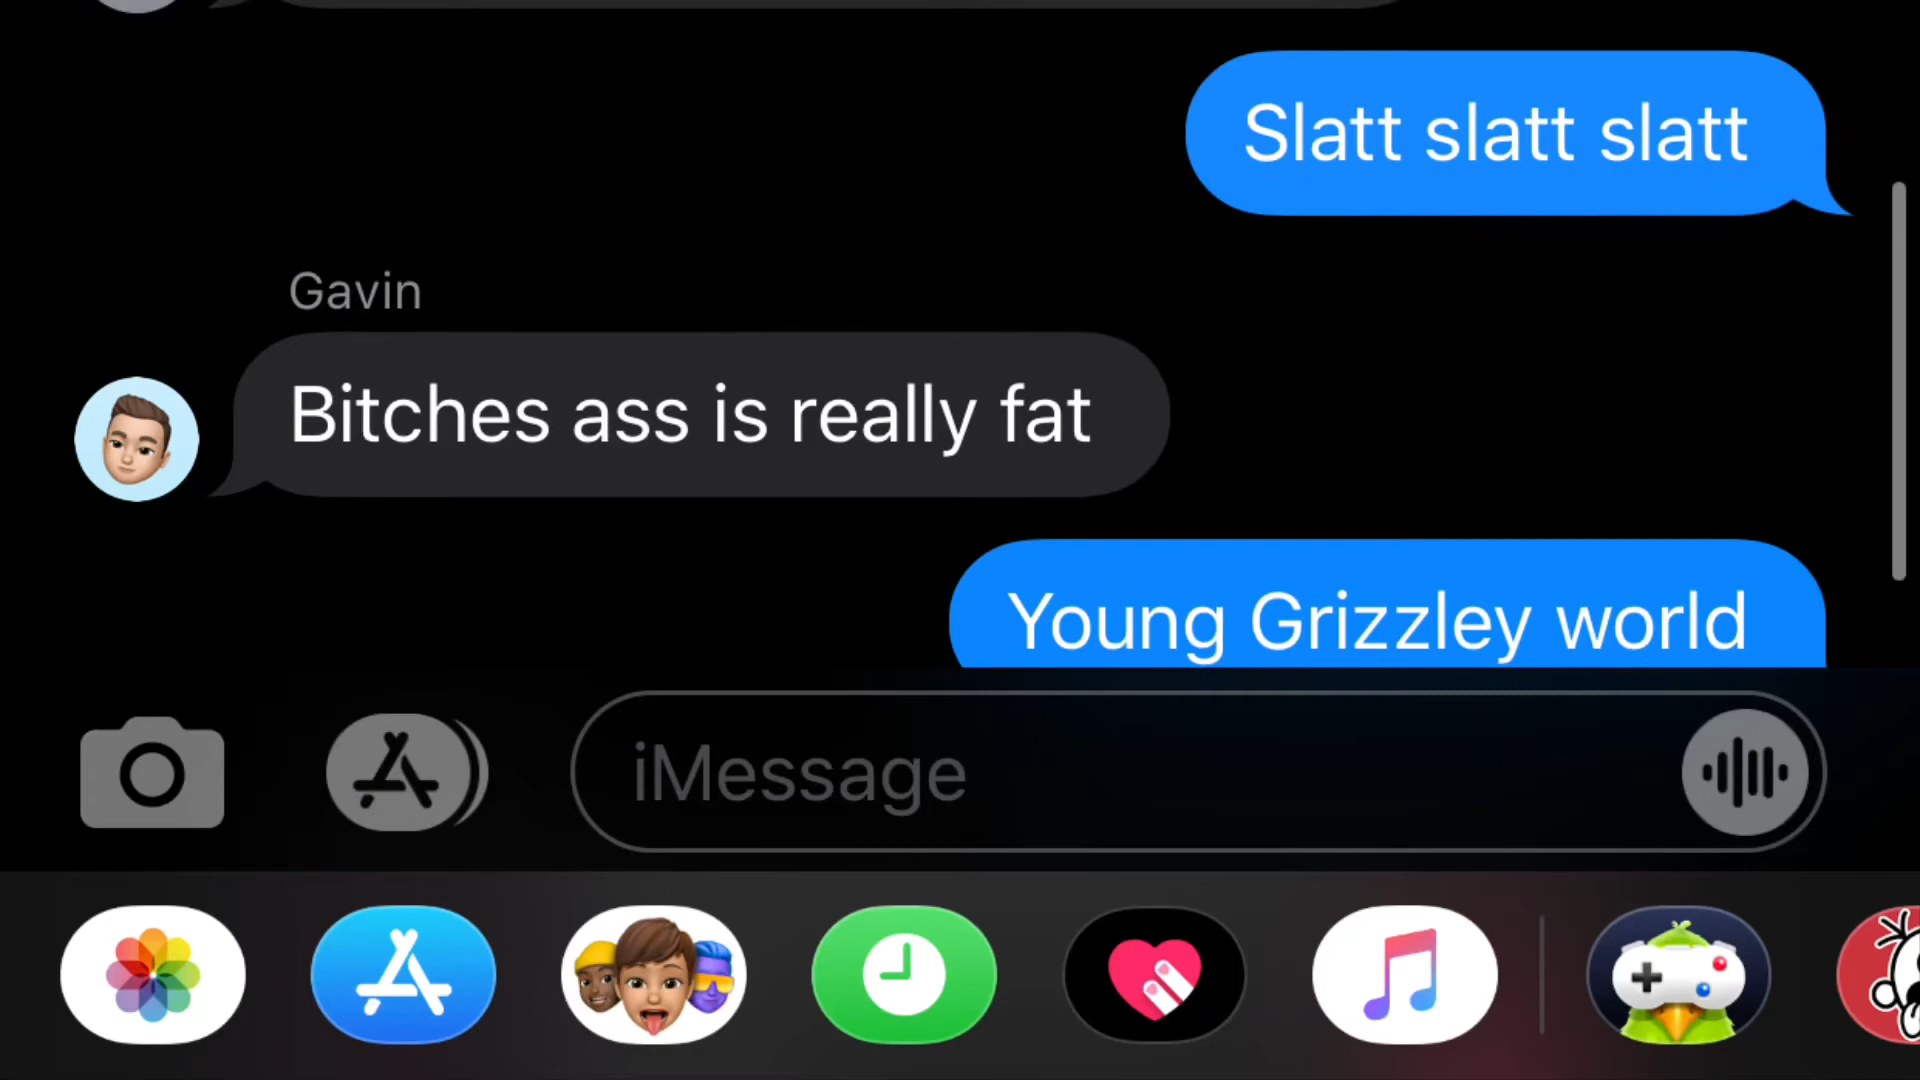 Slatt slatt slatt
Gavin
Bitches ass is really fat
Young Grizzley world
iMessage